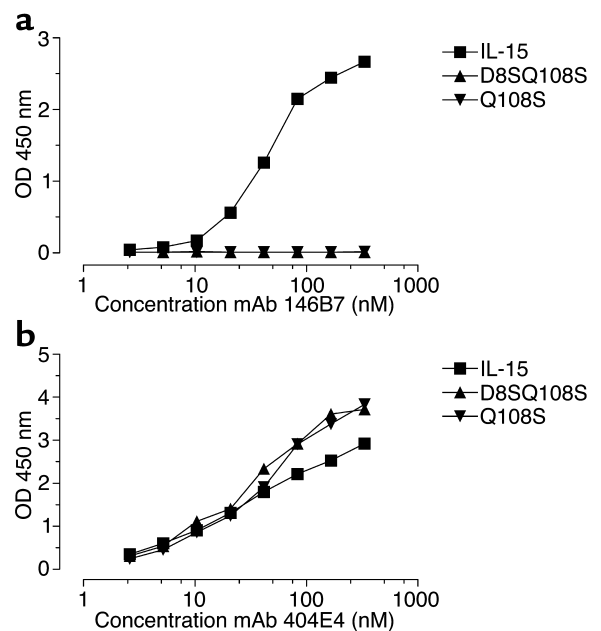 a
3
2
1
0
OD 450 nm
IL-15
D8SQ108S
Q108S
1 10 100 1000
Concentration mAb 146B7 (nM)
b
5
4
3
2
1
0
OD 450 nm
IL-15
D8SQ108S
Q108S
1 10 100 1000
Concentration mAb 404E4 (nM)